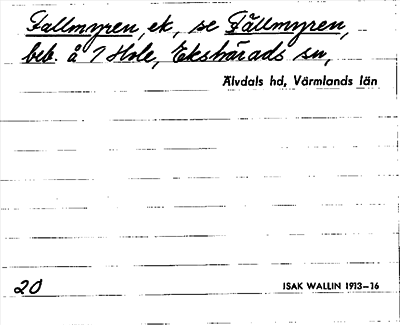 Fallmyren, ek, se Fällmyren,
beb. å 7 Hole, Ekshärads sn,
Älvdals hd, Värmlands län
20
ISAK WALLIN 1913–16